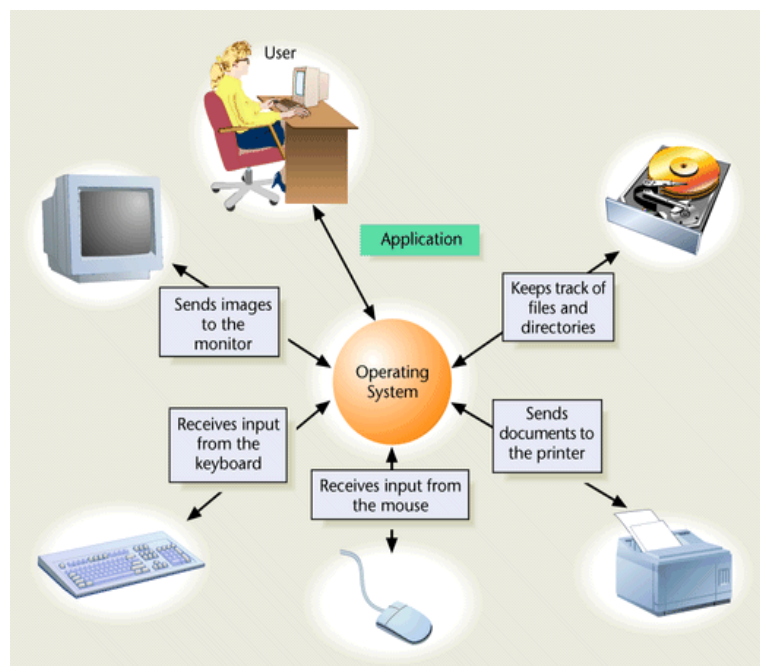 User
Application
Sends images
to the
monitor
Keeps track of
files and
directories
Operating
System
Receives input
from the
keyboard
Receives input from
the mouse
Sends
documents to
the printer